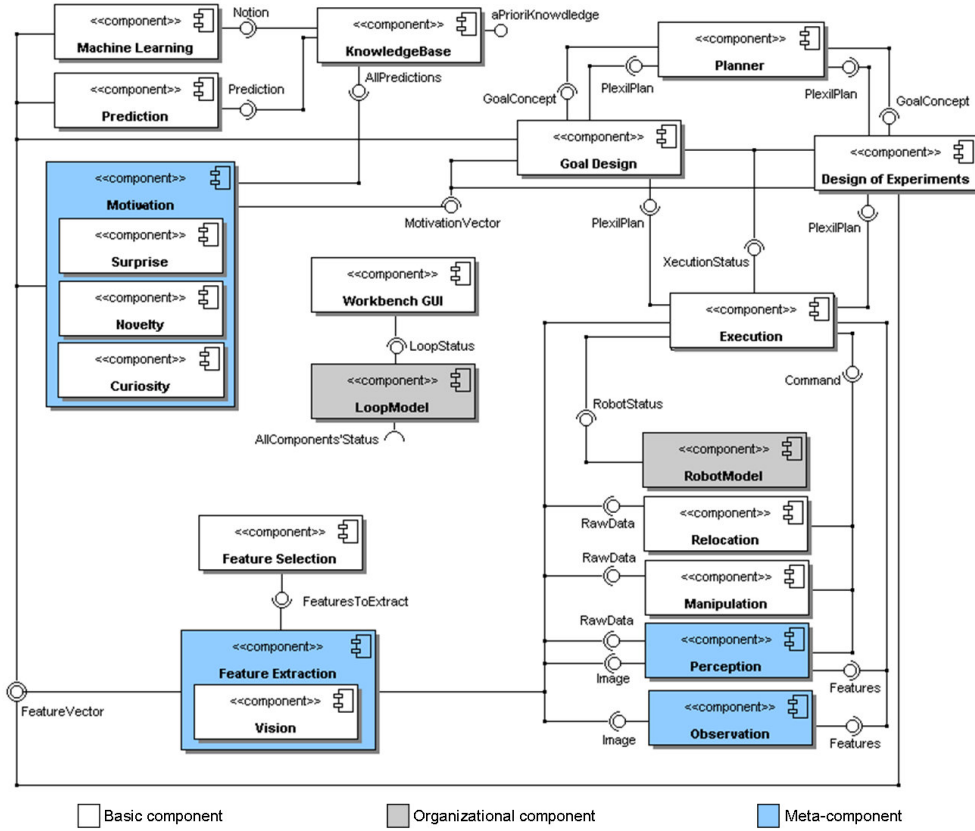 <<component>>
Machine Learning
Notion
<<component>>
KnowledgeBase
aPrioriKnowdledge
<<component>>
Planner
<<component>>
Prediction
Prediction
AllPredictions
GoalConcept
PlexilPlan
PlexilPlan
GoalConcept
<<component>>
Goal Design
<<component>>
Design of Experiments
<<component>>
Motivation
<<component>>
Surprise
<<component>>
Novelty
<<component>>
Curiosity
MotivationVector
PlexilPlan
PlexilPlan
XecutionStatus
<<component>>
Workbench GUI
LoopStatus
<<component>>
LoopModel
AllComponents'Status
<<component>>
Execution
Command
RobotStatus
<<component>>
RobotModel
RawData
<<component>>
Relocation
RawData
<<component>>
Manipulation
RawData
Image
<<component>>
Perception
Features
Image
<<component>>
Observation
Features
<<component>>
Feature Selection
FeaturesToExtract
<<component>>
Feature Extraction
<<component>>
Vision
FeatureVector
Basic component
Organizational component
Meta-component